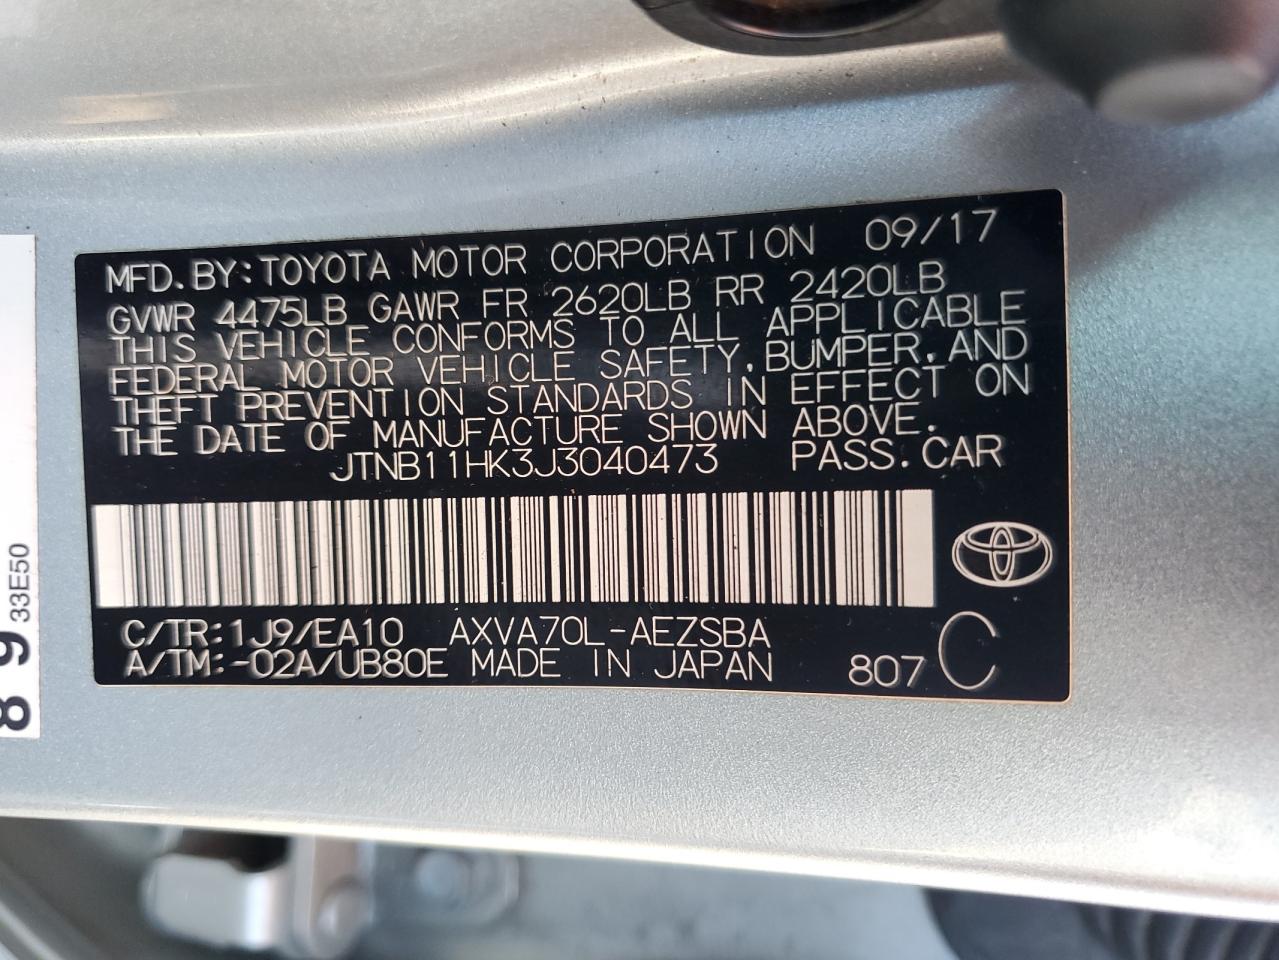 MFD.BY:TOYOTA MOTOR CORPORATION 09/17
GVWR 4475LB GAWR FR 2620LB RR 2420LB
THIS VEHICLE CONFORMS TO ALL APPLICABLE
FEDERAL MOTOR VEHICLE SAFETY, BUMPER, AND
THEFT PREVENTION STANDARDS IN EFFECT ON
THE DATE OF MANUFACTURE SHOWN ABOVE.
JTNB11HK3J3040473 PASS.CAR
C/TR:1J9/EA10 AXVA70L-AEZSBA
A/TM:-02A/UB80E MADE IN JAPAN 807 C
33E50
8 9